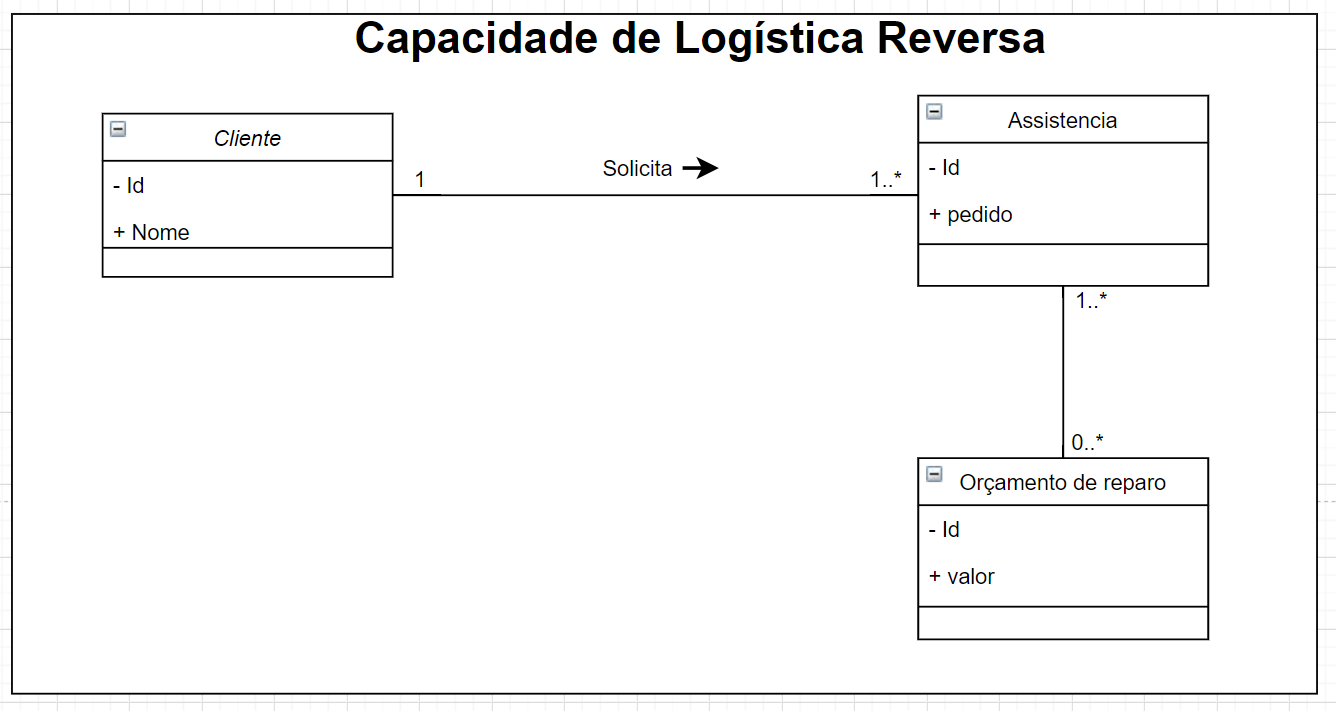 Capacidade de Logística Reversa
Cliente
- Id
+ Nome
1
Solicita
1..*
Assistencia
- Id
+ pedido
1..*
0..*
Orçamento de reparo
- Id
+ valor